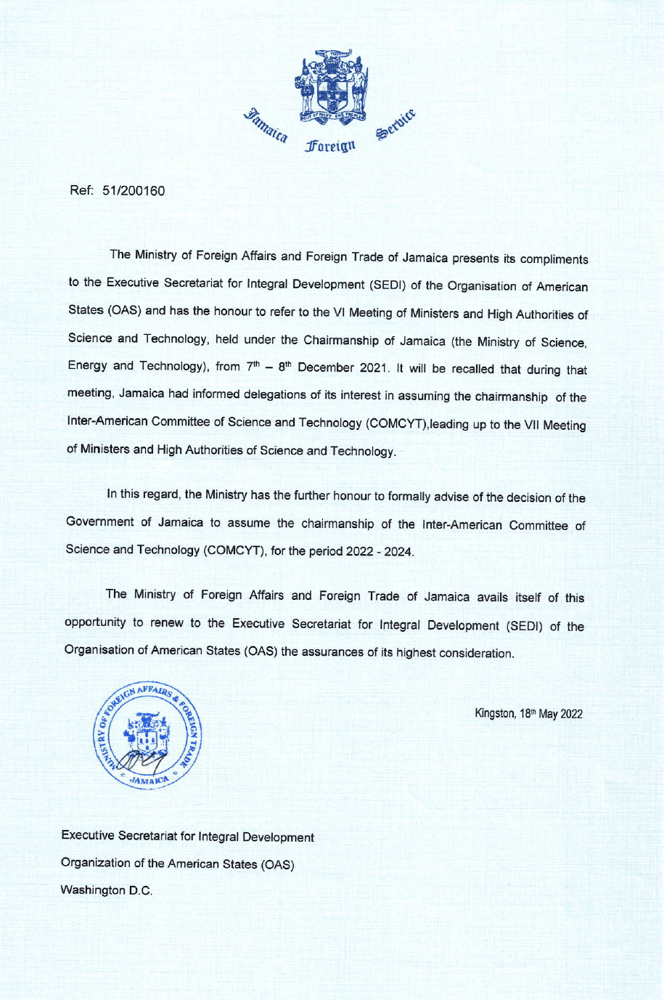 OUT OF MANY ONE PEOPLE
Jamaica Foreign Service
Ref: 51/200160
The Ministry of Foreign Affairs and Foreign Trade of Jamaica presents its compliments
to the Executive Secretariat for Integral Development (SEDI) of the Organisation of American
States (OAS) and has the honour to refer to the VI Meeting of Ministers and High Authorities of
Science and Technology, held under the Chairmanship of Jamaica (the Ministry of Science,
Energy and Technology), from 7th – 8th December 2021. It will be recalled that during that
meeting, Jamaica had informed delegations of its interest in assuming the chairmanship of the
Inter-American Committee of Science and Technology (COMCYT),leading up to the VII Meeting
of Ministers and High Authorities of Science and Technology.
In this regard, the Ministry has the further honour to formally advise of the decision of the
Government of Jamaica to assume the chairmanship of the Inter-American Committee of
Science and Technology (COMCYT), for the period 2022 - 2024.
The Ministry of Foreign Affairs and Foreign Trade of Jamaica avails itself of this
opportunity to renew to the Executive Secretariat for Integral Development (SEDI) of the
Organisation of American States (OAS) the assurances of its highest consideration.
MINISTRY OF FOREIGN AFFAIRS & FOREIGN TRADE
* JAMAICA *
Kingston, 18th May 2022
Executive Secretariat for Integral Development
Organization of the American States (OAS)
Washington D.C.